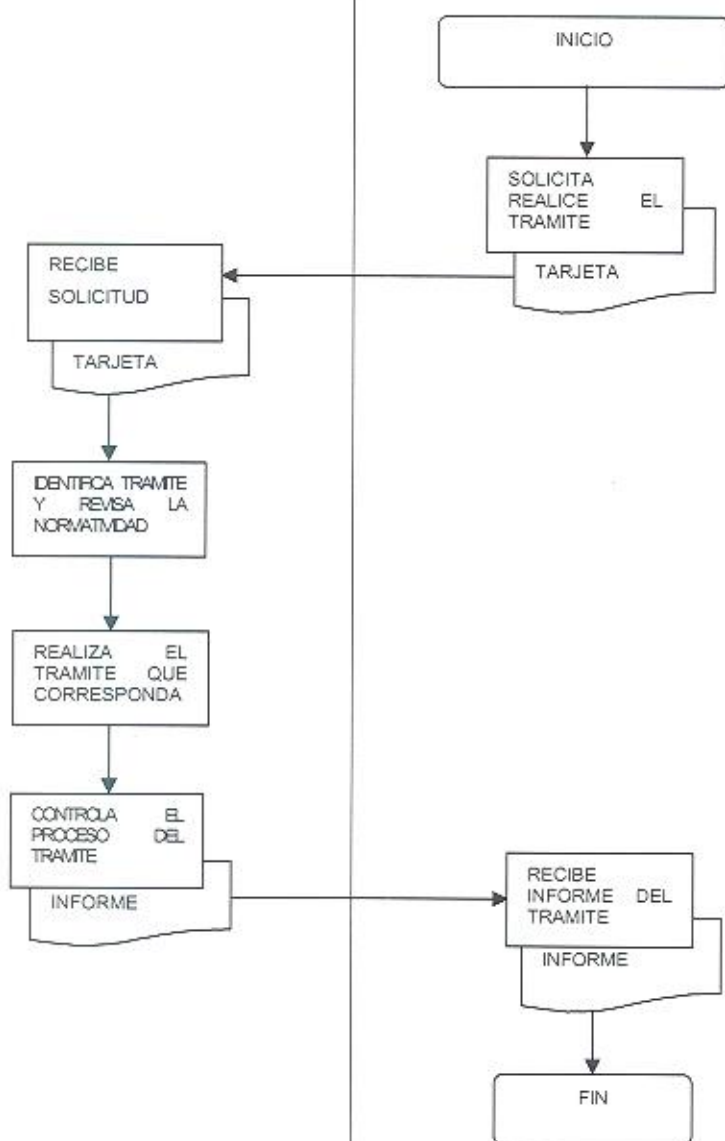 INICIO
SOLICITA
REALICE EL
TRAMITE
TARJETA
RECIBE
SOLICITUD
TARJETA
IDENTIFICA TRAMITE
Y REVISA LA
NORMATIVIDAD
REALIZA EL
TRAMITE QUE
CORRESPONDA
CONTROLA EL
PROCESO DEL
TRAMITE
INFORME
RECIBE
INFORME DEL
TRAMITE
INFORME
FIN